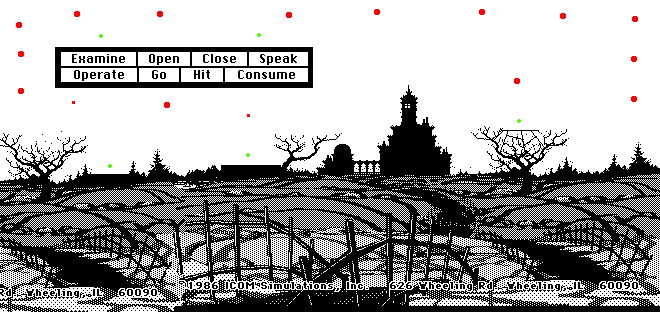 Examine Open Close Speak
Operate Go Hit Consume
Rd. Wheeling, IL 60090 ©1986 ICOM Simulations, Inc. 626 Wheeling Rd. Wheeling, IL 60090